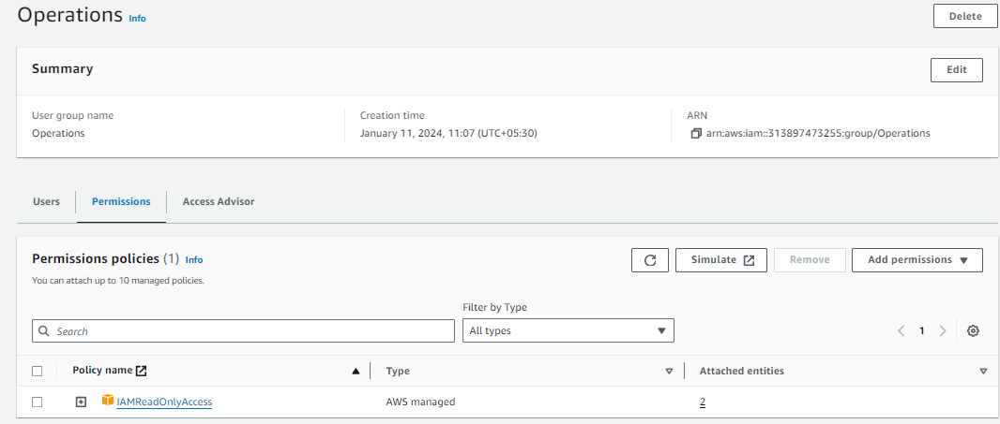 Operations Info
Delete
Summary
Edit
User group name
Operations
Creation time
January 11, 2024, 11:07 (UTC+05:30)
ARN
arn:aws:iam::313897473255:group/Operations
Users
Permissions
Access Advisor
Permissions policies (1) Info
You can attach up to 10 managed policies.
Simulate
Remove
Add permissions
Filter by Type
Search
All types
1
Policy name
Type
Attached entities
IAMReadOnlyAccess
AWS managed
2